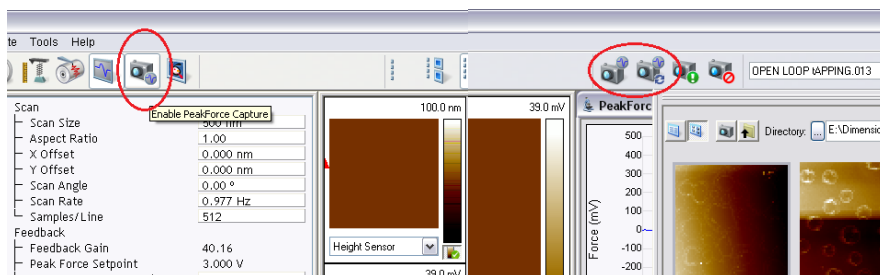 te Tools Help
OPEN LOOP tAPPING.013
Enable PeakForce Capture
Scan
Scan Size 500 nm
Aspect Ratio 1.00
X Offset 0.000 nm
Y Offset 0.000 nm
Scan Angle 0.00 º
Scan Rate 0.977 Hz
Samples/Line 512
Feedback
Feedback Gain 40.16
Peak Force Setpoint 3.000 V
100.0 nm
Height Sensor
39.0 mV
39.0 mV
PeakForc
Force (mV)
500
400
300
200
100
0
-100
-200
Directory: ... E:\Dimensic